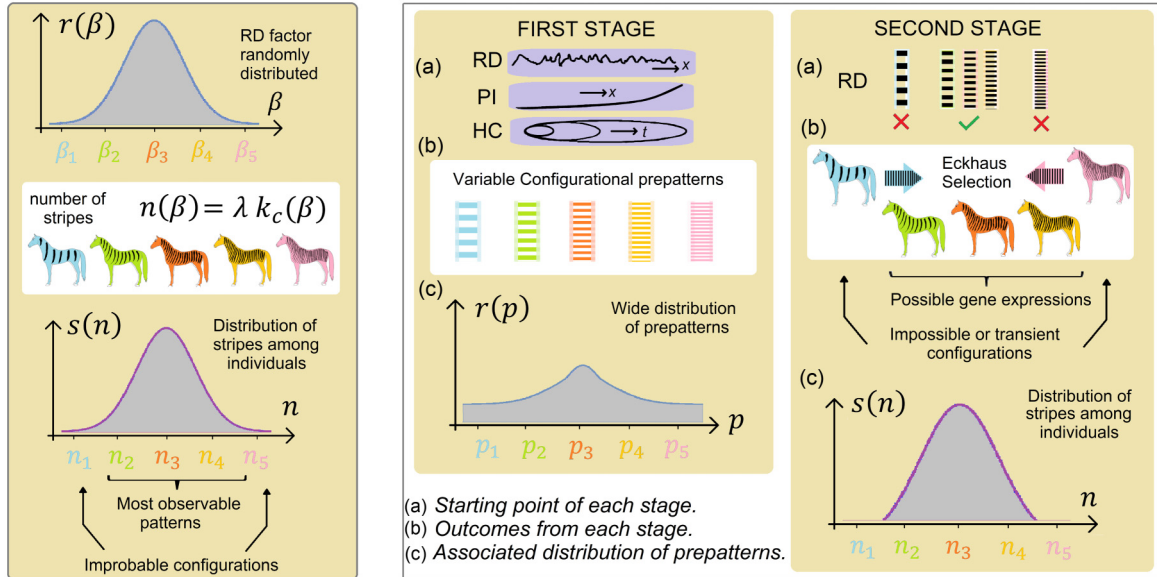 r(β)
RD factor
randomly
distributed
β
β₁ β₂ β₃ β₄ β₅
number of
stripes
n(β) = λ k_c(β)
s(n)
Distribution of
stripes among
individuals
n
n₁ n₂ n₃ n₄ n₅
Most observable
patterns
Improbable configurations
FIRST STAGE
(a)
RD
x
PI
x
HC
t
(b)
Variable Configurational prepatterns
(c)
r(p)
Wide distribution
of prepatterns
p
p₁ p₂ p₃ p₄ p₅
(a) Starting point of each stage.
(b) Outcomes from each stage.
(c) Associated distribution of prepatterns.
SECOND STAGE
(a)
RD
(b)
Eckhaus
Selection
Possible gene expressions
Impossible or transient
configurations
(c)
s(n)
Distribution of
stripes among
individuals
n
n₁ n₂ n₃ n₄ n₅